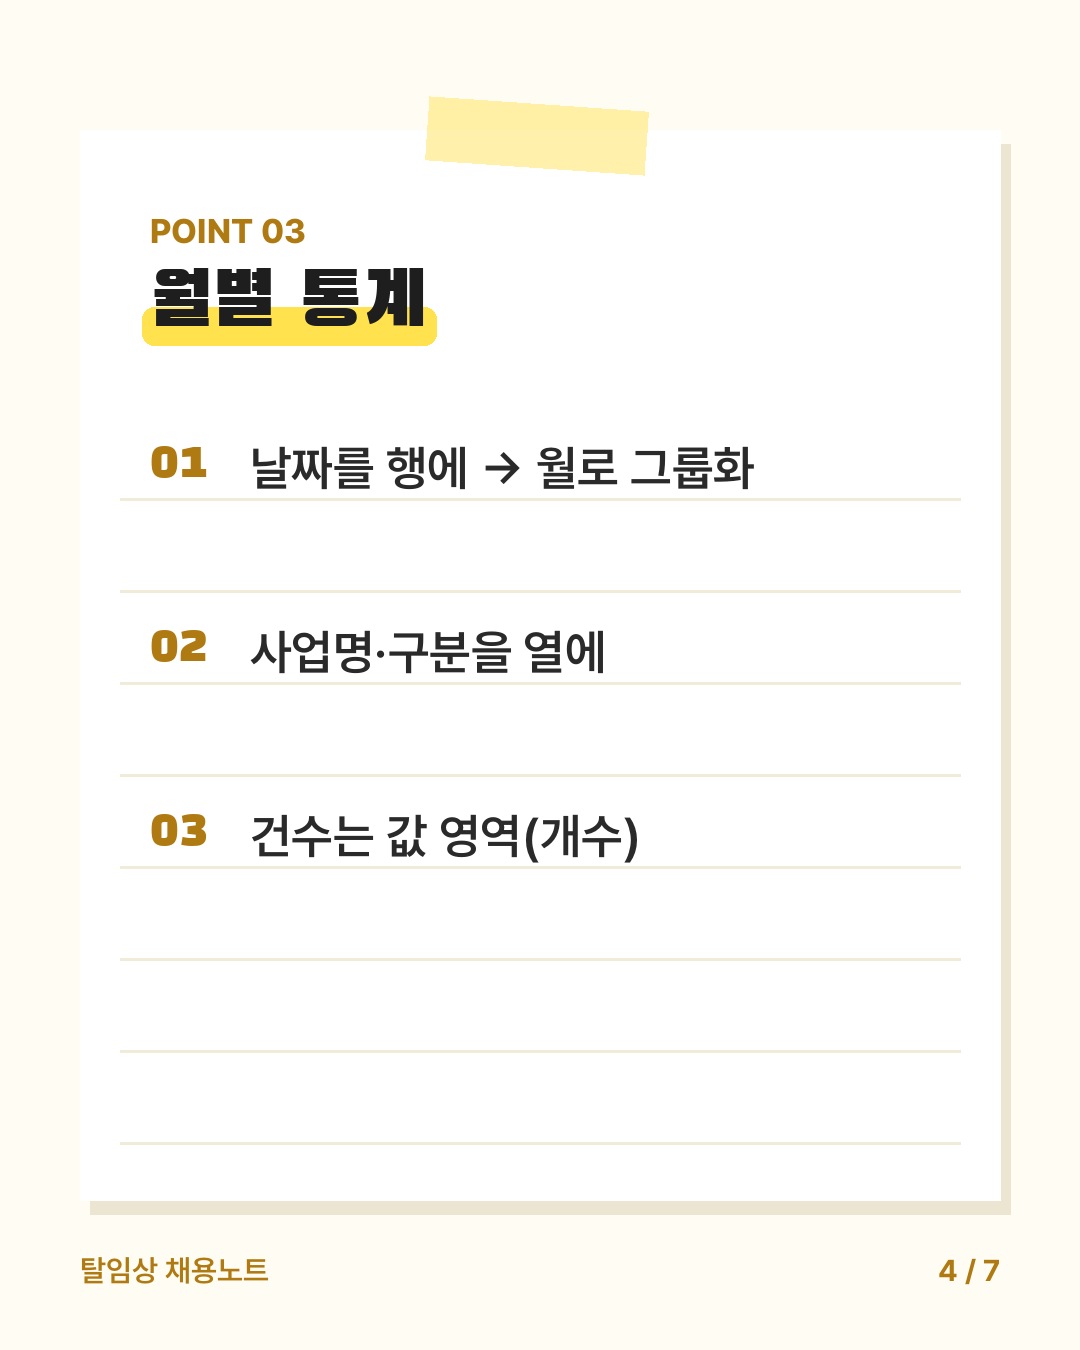 POINT 03
월별 통계
01 날짜를 행에 → 월로 그룹화
02 사업명·구분을 열에
03 건수는 값 영역(개수)
탈임상 채용노트
4 / 7